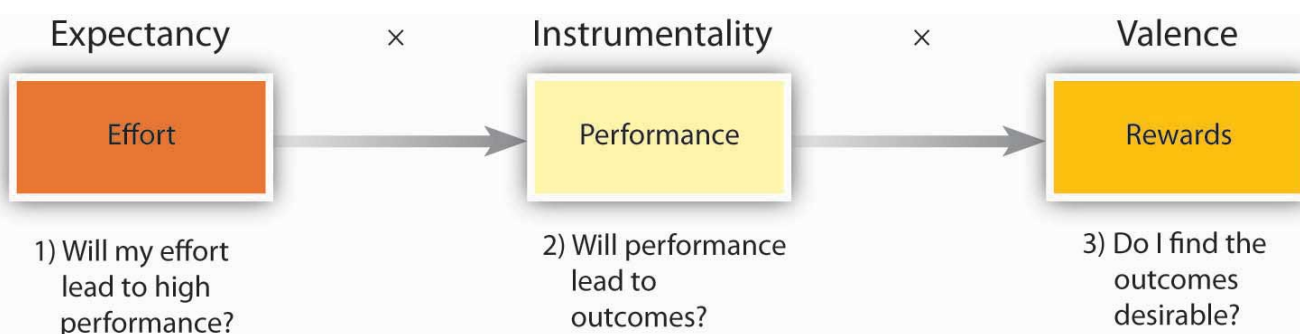 Expectancy × Instrumentality × Valence
Effort Performance Rewards
1) Will my effort
lead to high
performance?
2) Will performance
lead to
outcomes?
3) Do I find the
outcomes
desirable?